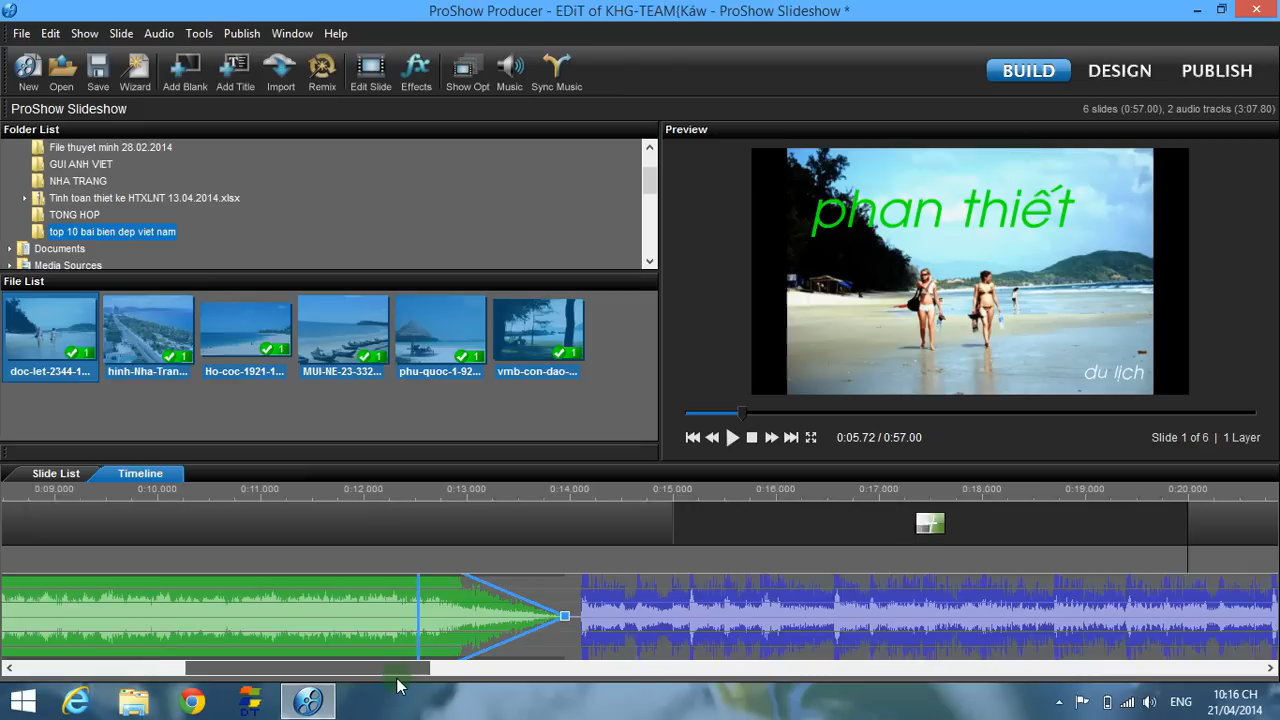 ProShow Producer - EDiT of KHG-TEAM{Káw - ProShow Slideshow *
File Edit Show Slide Audio Tools Publish Window Help
New Open Save Wizard Add Blank Add Title Import Remix Edit Slide Effects Show Opt Music Sync Music
BUILD DESIGN PUBLISH
ProShow Slideshow
6 slides (0:57.00), 2 audio tracks (3:07.80)
Folder List
File thuyet minh 28.02.2014
GUI ANH VIET
NHA TRANG
Tinh toan thiet ke HTXLNT 13.04.2014.xlsx
TONG HOP
top 10 bai bien dep viet nam
Documents
Media Sources
File List
1 1 1 1 1 1
doc-let-2344-1... hinh-Nha-Tran... Ho-coc-1921-1... MUI-NE-23-332... phu-quoc-1-92... vmb-con-dao-...
Preview
phan thiết
du lịch
0:05.72 / 0:57.00
Slide 1 of 6 | 1 Layer
Slide List Timeline
0:09.000 0:10.000 0:11.000 0:12.000 0:13.000 0:14.000 0:15.000 0:16.000 0:17.000 0:18.000 0:19.000 0:20.000
ENG
10:16 CH
21/04/2014